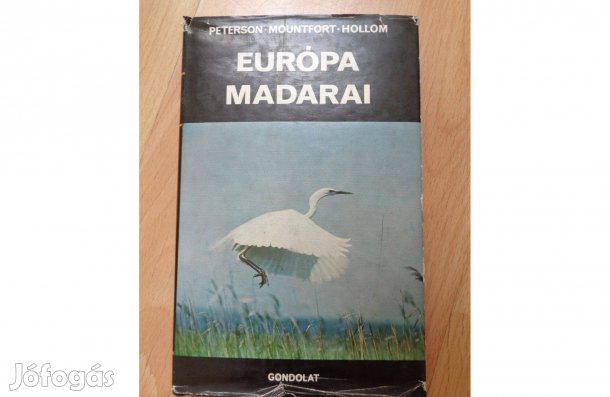 PETERSON · MOUNTFORT · HOLLOM
EURÓPA
MADARAI
GONDOLAT
Jófogás